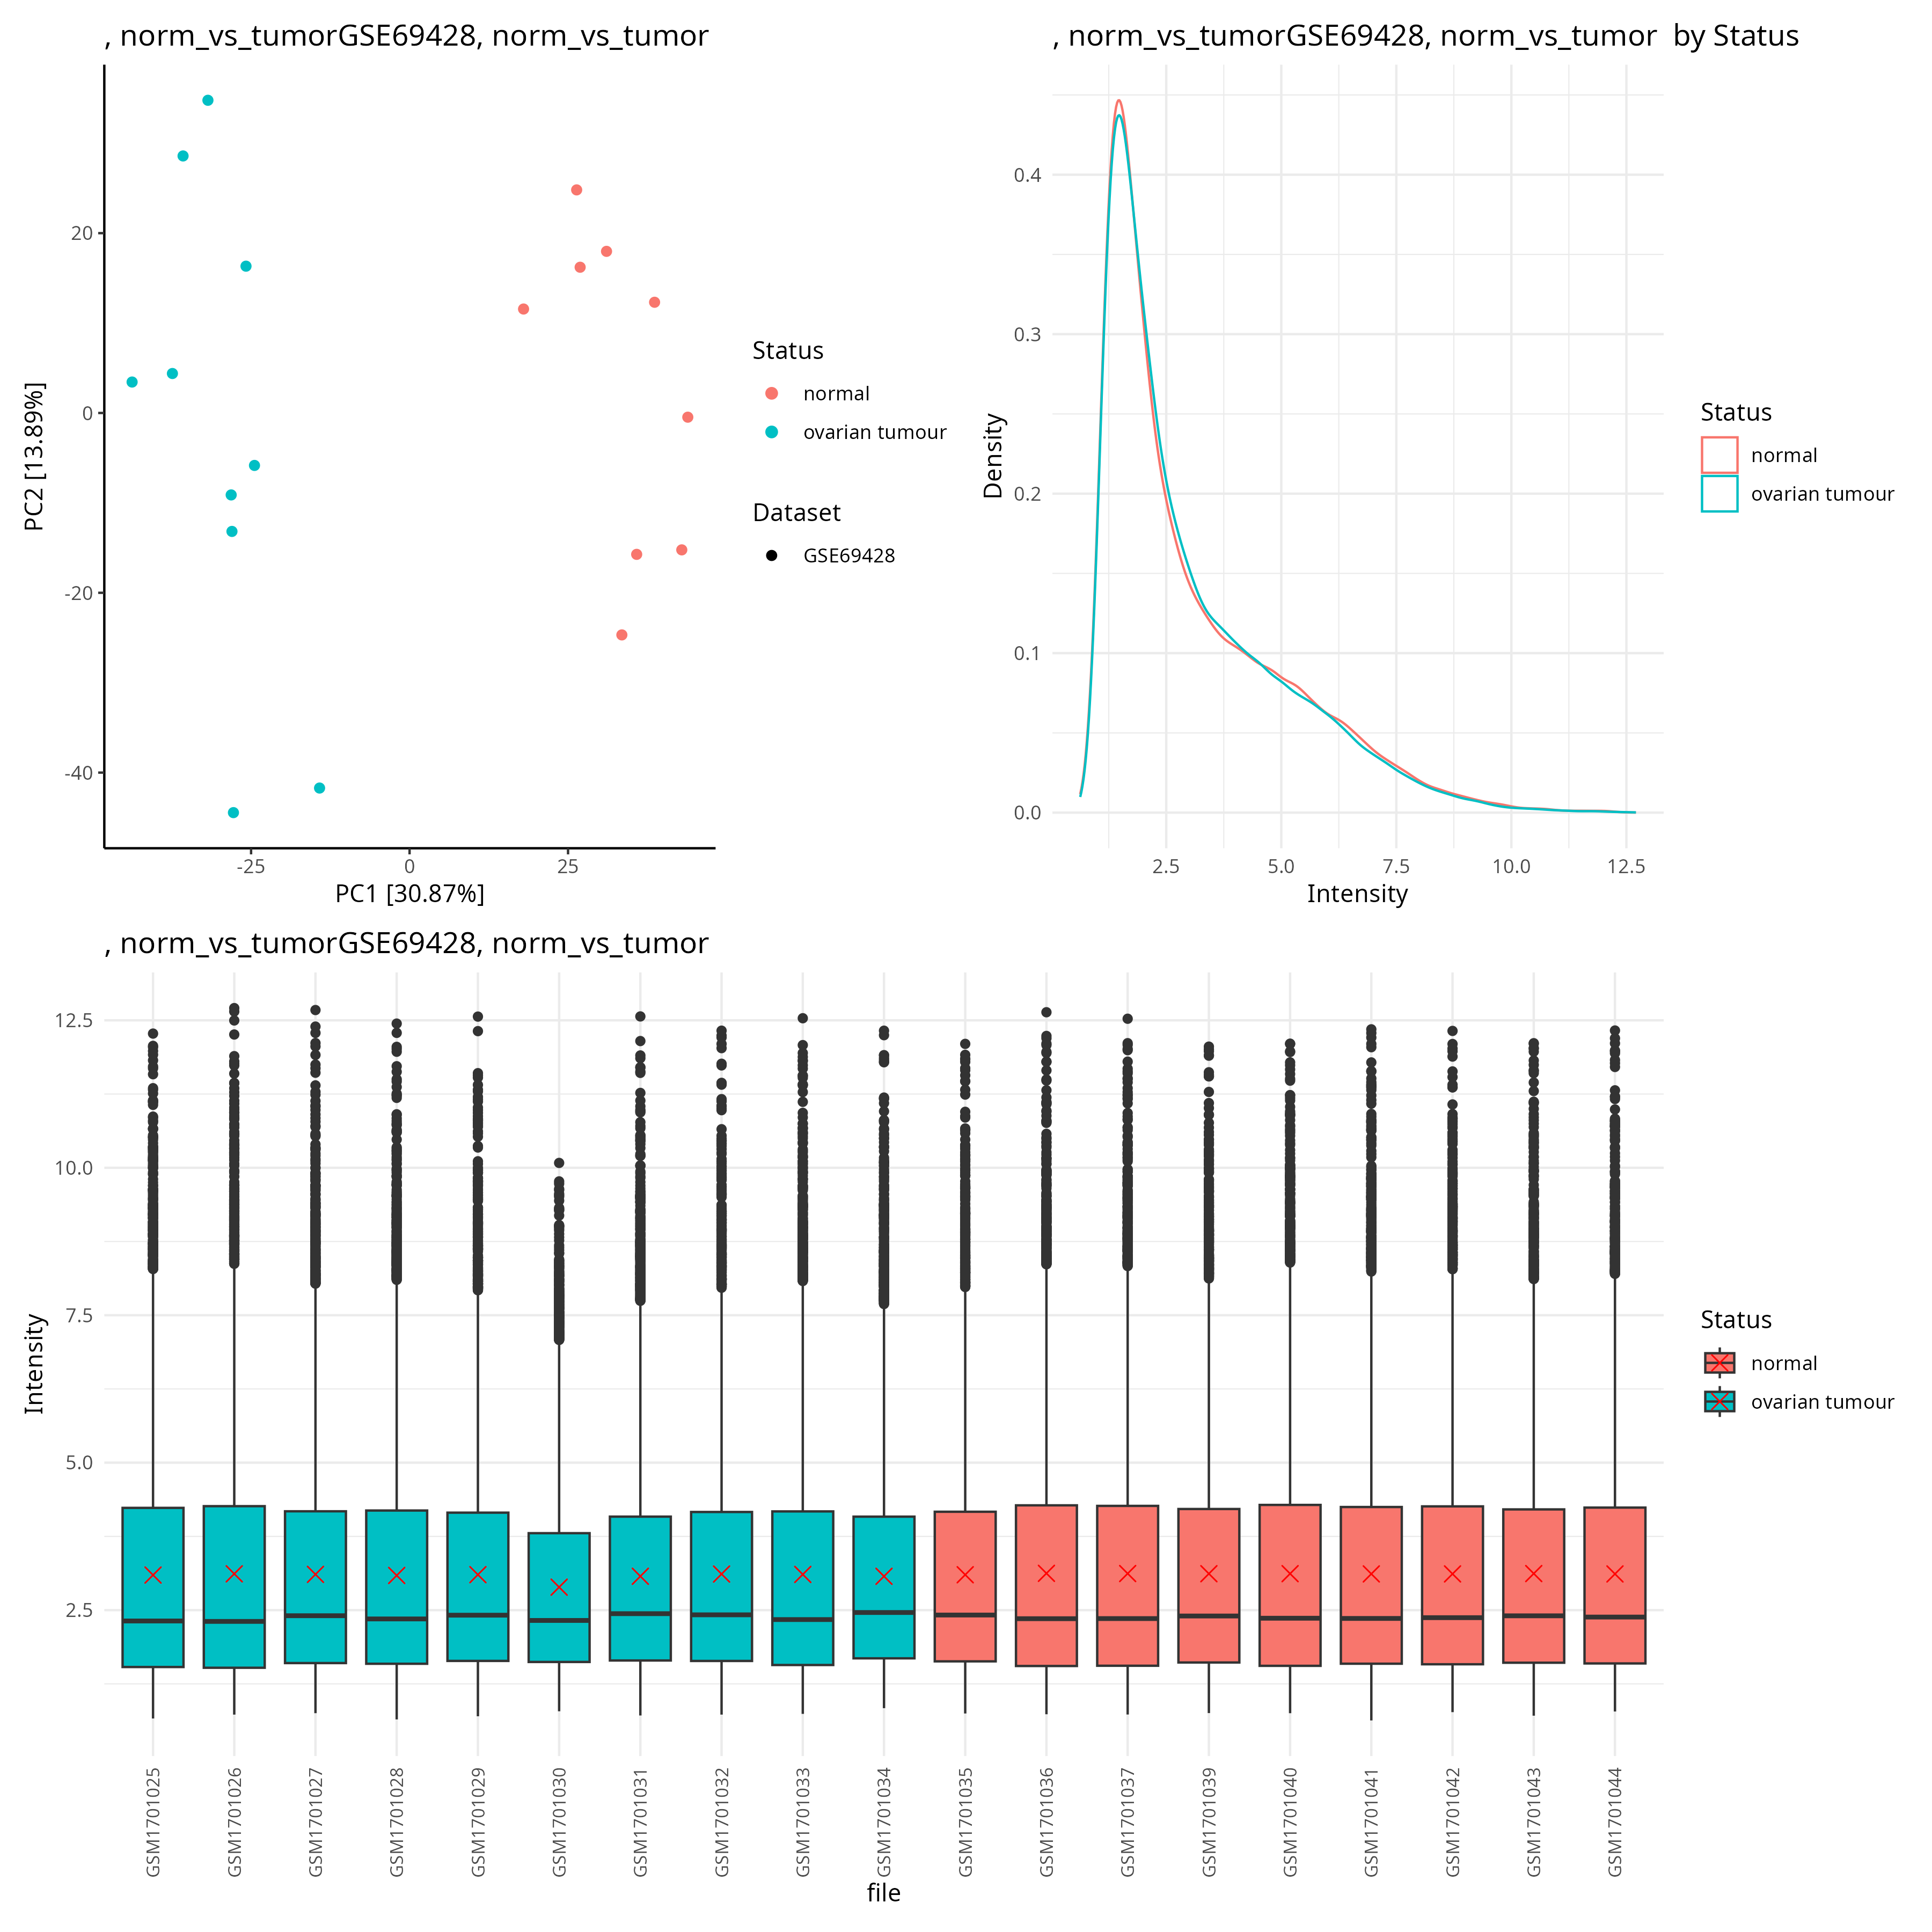 , norm_vs_tumorGSE69428, norm_vs_tumor
20
0
-20
-40
PC2 [13.89%]
-25
0
25
PC1 [30.87%]
Status
normal
ovarian tumour
Dataset
GSE69428
, norm_vs_tumorGSE69428, norm_vs_tumor  by Status
0.4
0.3
0.2
0.1
0.0
Density
2.5
5.0
7.5
10.0
12.5
Intensity
Status
normal
ovarian tumour
, norm_vs_tumorGSE69428, norm_vs_tumor
12.5
10.0
7.5
5.0
2.5
Intensity
GSM1701025
GSM1701026
GSM1701027
GSM1701028
GSM1701029
GSM1701030
GSM1701031
GSM1701032
GSM1701033
GSM1701034
GSM1701035
GSM1701036
GSM1701037
GSM1701039
GSM1701040
GSM1701041
GSM1701042
GSM1701043
GSM1701044
file
Status
normal
ovarian tumour